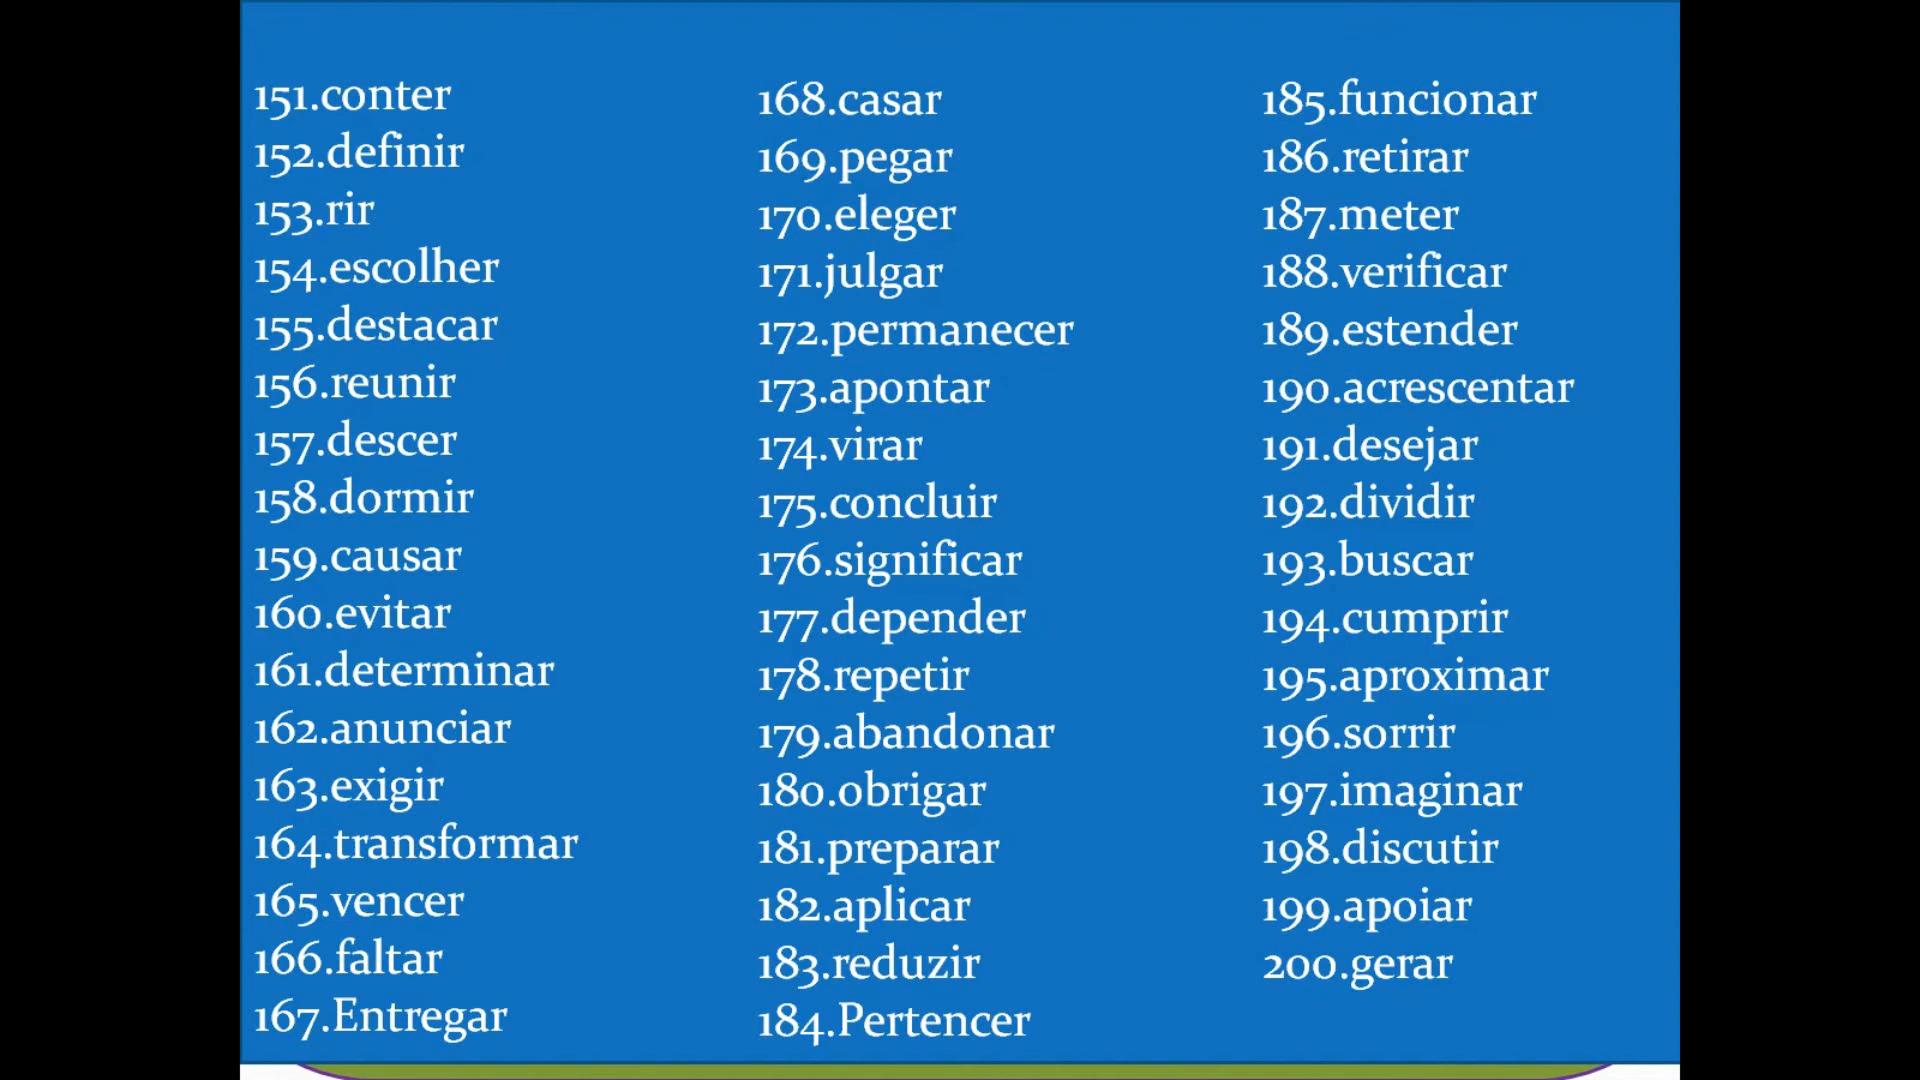 151.conter
152.definir
153.rir
154.escolher
155.destacar
156.reunir
157.descer
158.dormir
159.causar
160.evitar
161.determinar
162.anunciar
163.exigir
164.transformar
165.vencer
166.faltar
167.Entregar
168.casar
169.pegar
170.eleger
171.julgar
172.permanecer
173.apontar
174.virar
175.concluir
176.significar
177.depender
178.repetir
179.abandonar
180.obrigar
181.preparar
182.aplicar
183.reduzir
184.Pertencer
185.funcionar
186.retirar
187.meter
188.verificar
189.estender
190.acrescentar
191.desejar
192.dividir
193.buscar
194.cumprir
195.aproximar
196.sorrir
197.imaginar
198.discutir
199.apoiar
200.gerar